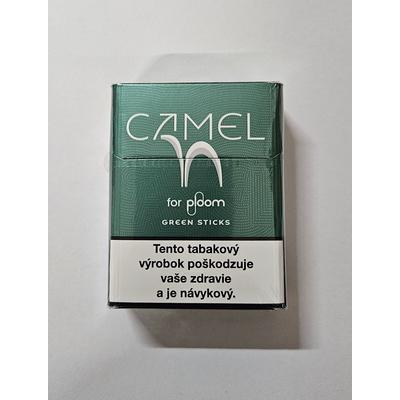 CAMEL
for ploom
GREEN STICKS
Tento tabakový
výrobok poškodzuje
vaše zdravie
a je návykový.